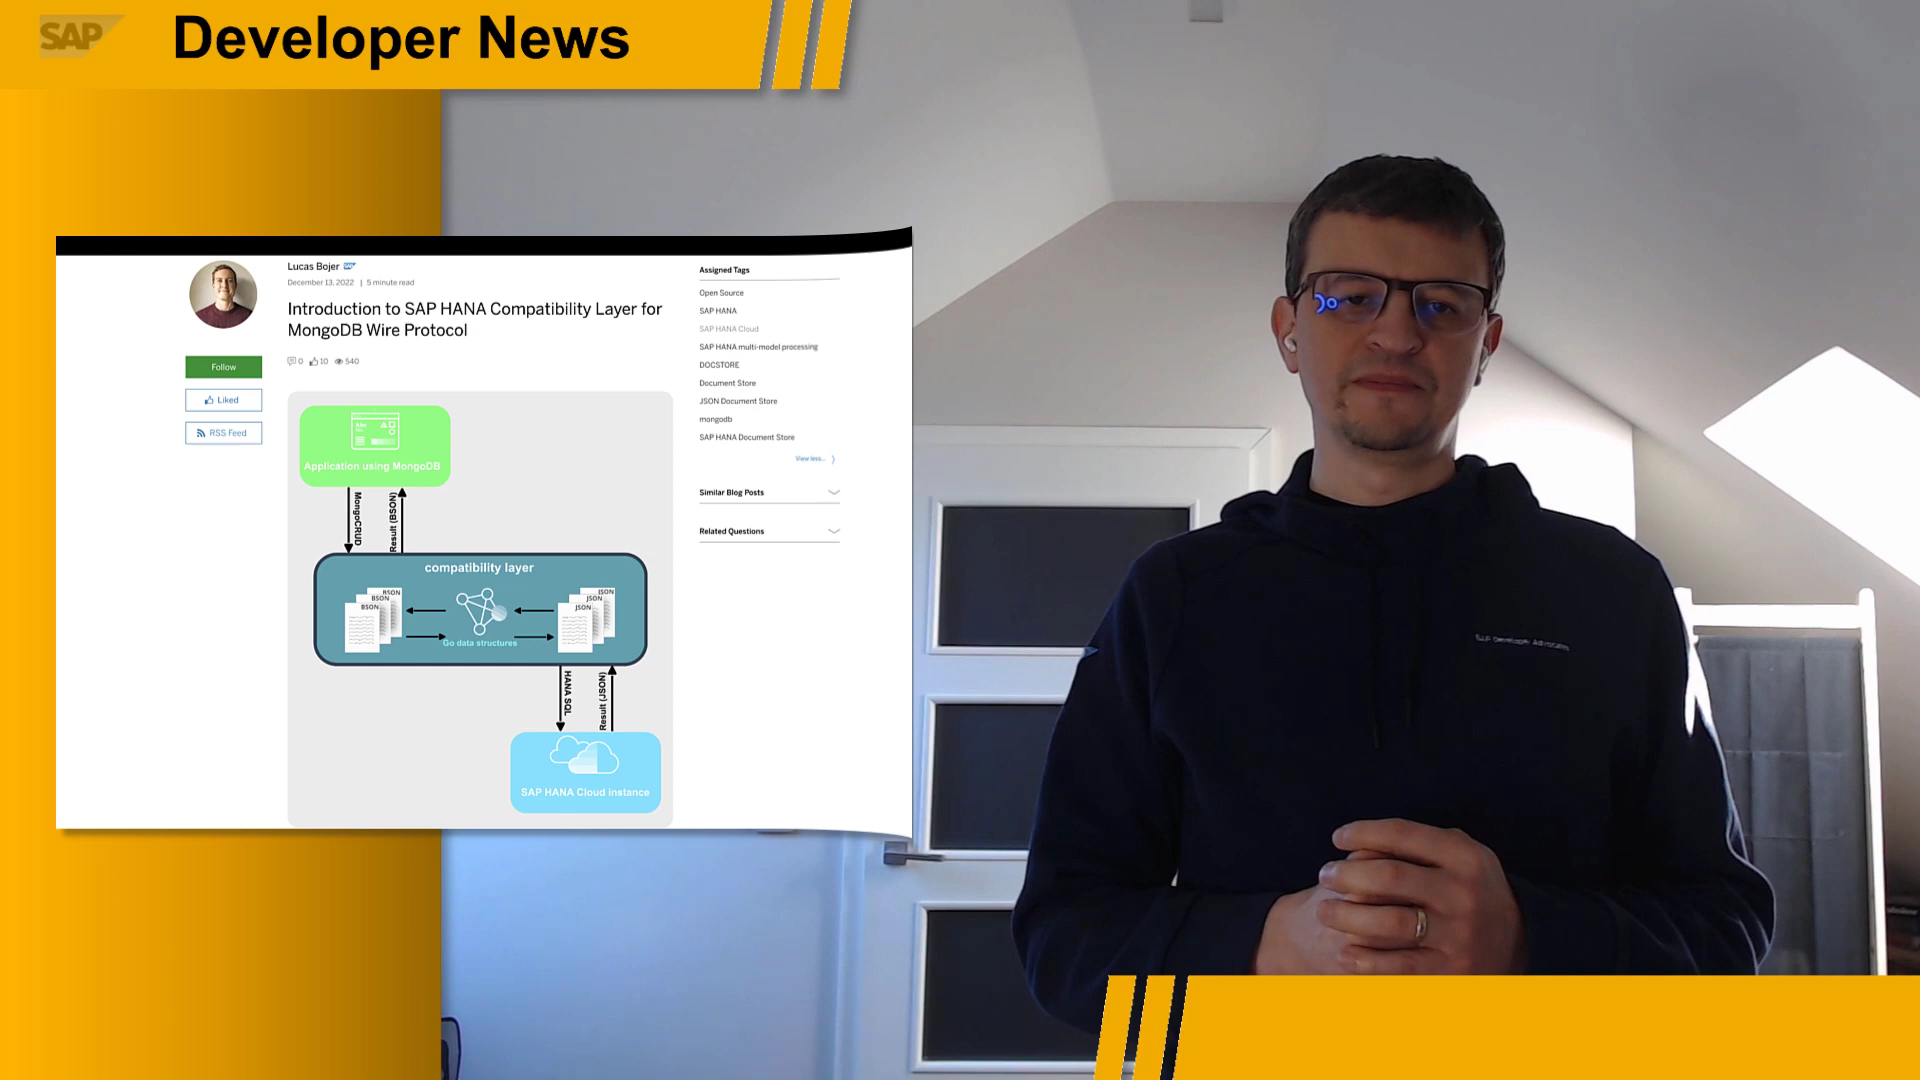 SAP
Developer News
Lucas Bojer SAP
December 13, 2022 | 5 minute read
Introduction to SAP HANA Compatibility Layer for
MongoDB Wire Protocol
0 10 540
Follow
Liked
RSS Feed
Application using MongoDB
MongoCRUD
Result (BSON)
compatibility layer
BSON
BSON
BSON
JSON
JSON
JSON
Go data structures
HANA SQL
Result (JSON)
SAP HANA Cloud instance
Assigned Tags
Open Source
SAP HANA
SAP HANA Cloud
SAP HANA multi-model processing
DOCSTORE
Document Store
JSON Document Store
mongodb
SAP HANA Document Store
View less...
Similar Blog Posts
Related Questions
SAP Developer Advocates